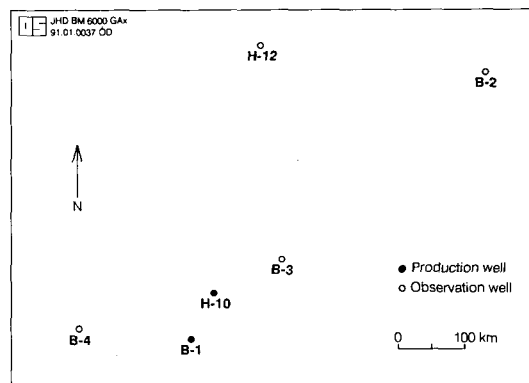 JHD BM 6000 GAx
91.01.0037 OD
H-12
B-2
N
B-3
● Production well
H-10
○ Observation well
B-4
B-1
0 100 km